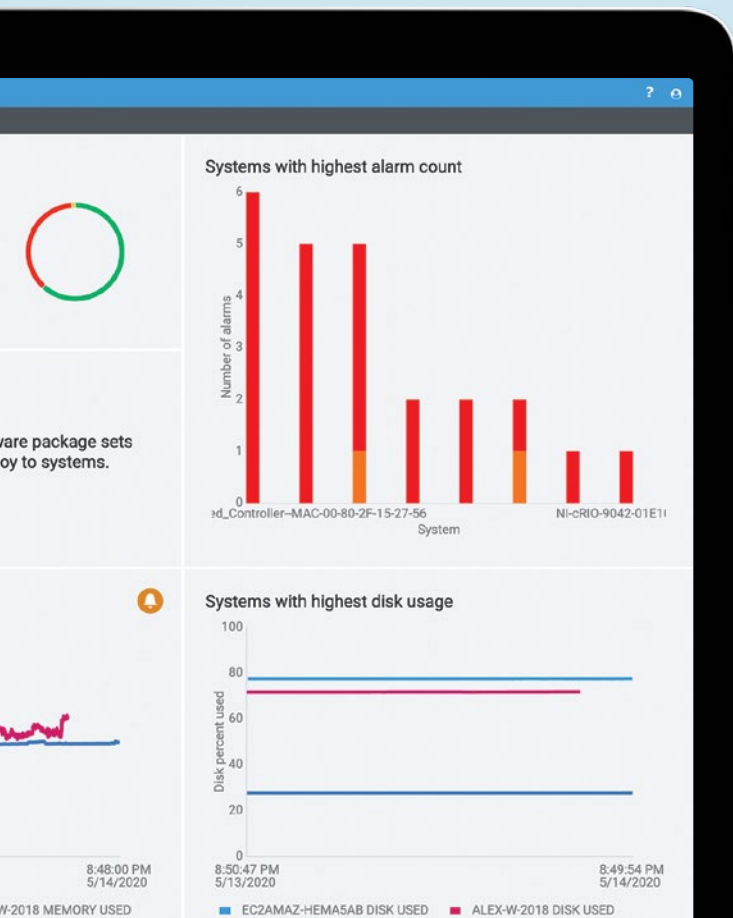 ?
Systems with highest alarm count
6
5
4
3
2
1
0
Number of alarms
ed_Controller--MAC-00-80-2F-15-27-56
NI-cRIO-9042-01E1
System
ware package sets
oy to systems.
Systems with highest disk usage
100
80
60
40
20
0
Disk percent used
8:48:00 PM
5/14/2020
8:50:47 PM
5/13/2020
8:49:54 PM
5/14/2020
W-2018 MEMORY USED
EC2AMAZ-HEMA5AB DISK USED
ALEX-W-2018 DISK USED